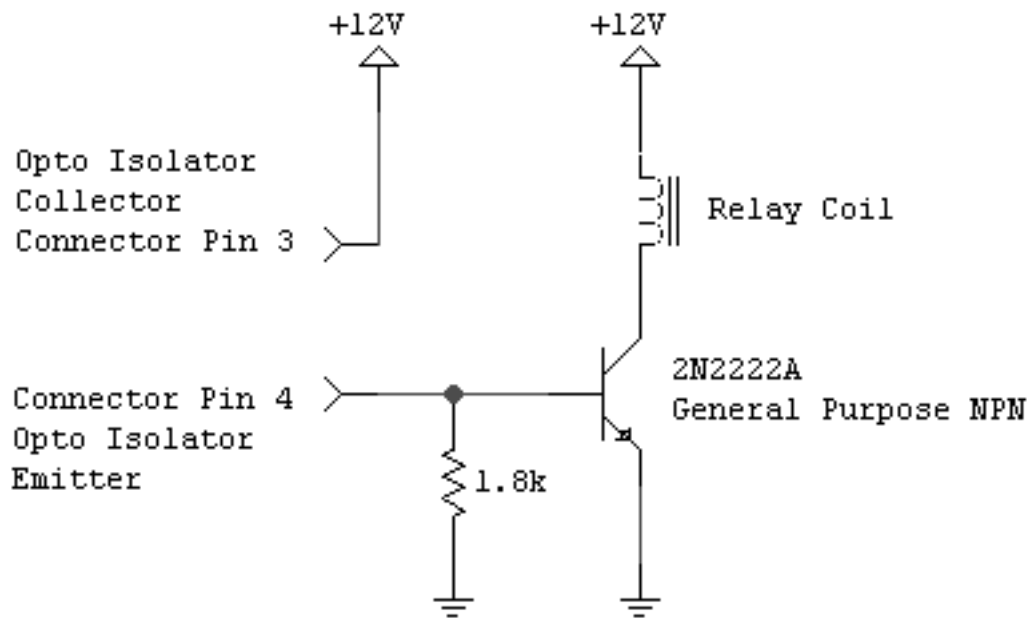 +12V
+12V
Opto Isolator
Collector
Connector Pin 3
Relay Coil
2N2222A
General Purpose NPN
Connector Pin 4
Opto Isolator
Emitter
1.8k